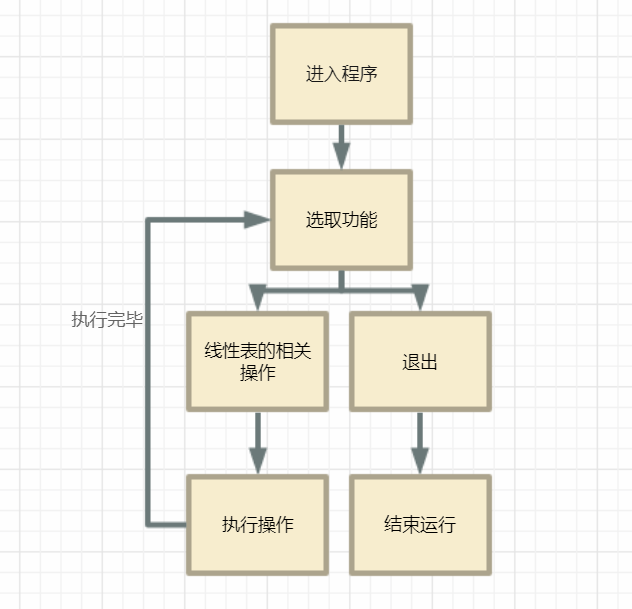 进入程序
选取功能
执行完毕
线性表的相关
操作
退出
执行操作
结束运行